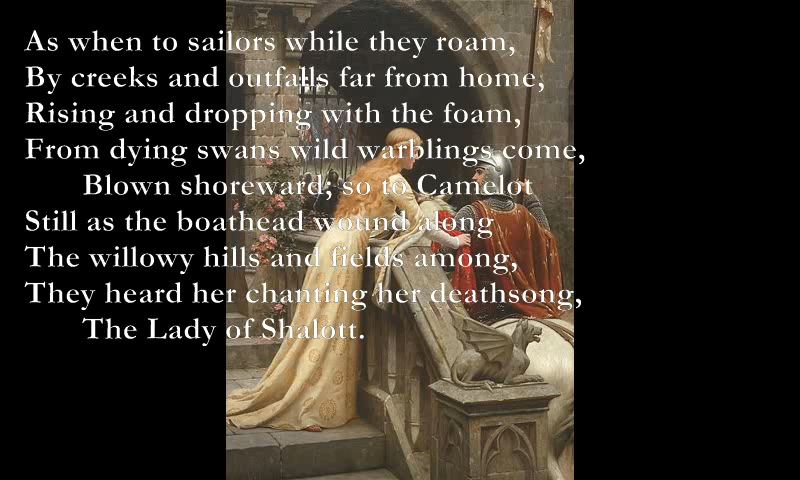 As when to sailors while they roam,
By creeks and outfalls far from home,
Rising and dropping with the foam,
From dying swans wild warblings come,
Blown shoreward; so to Camelot
Still as the boathead wound along
The willowy hills and fields among,
They heard her chanting her deathsong,
The Lady of Shalott.